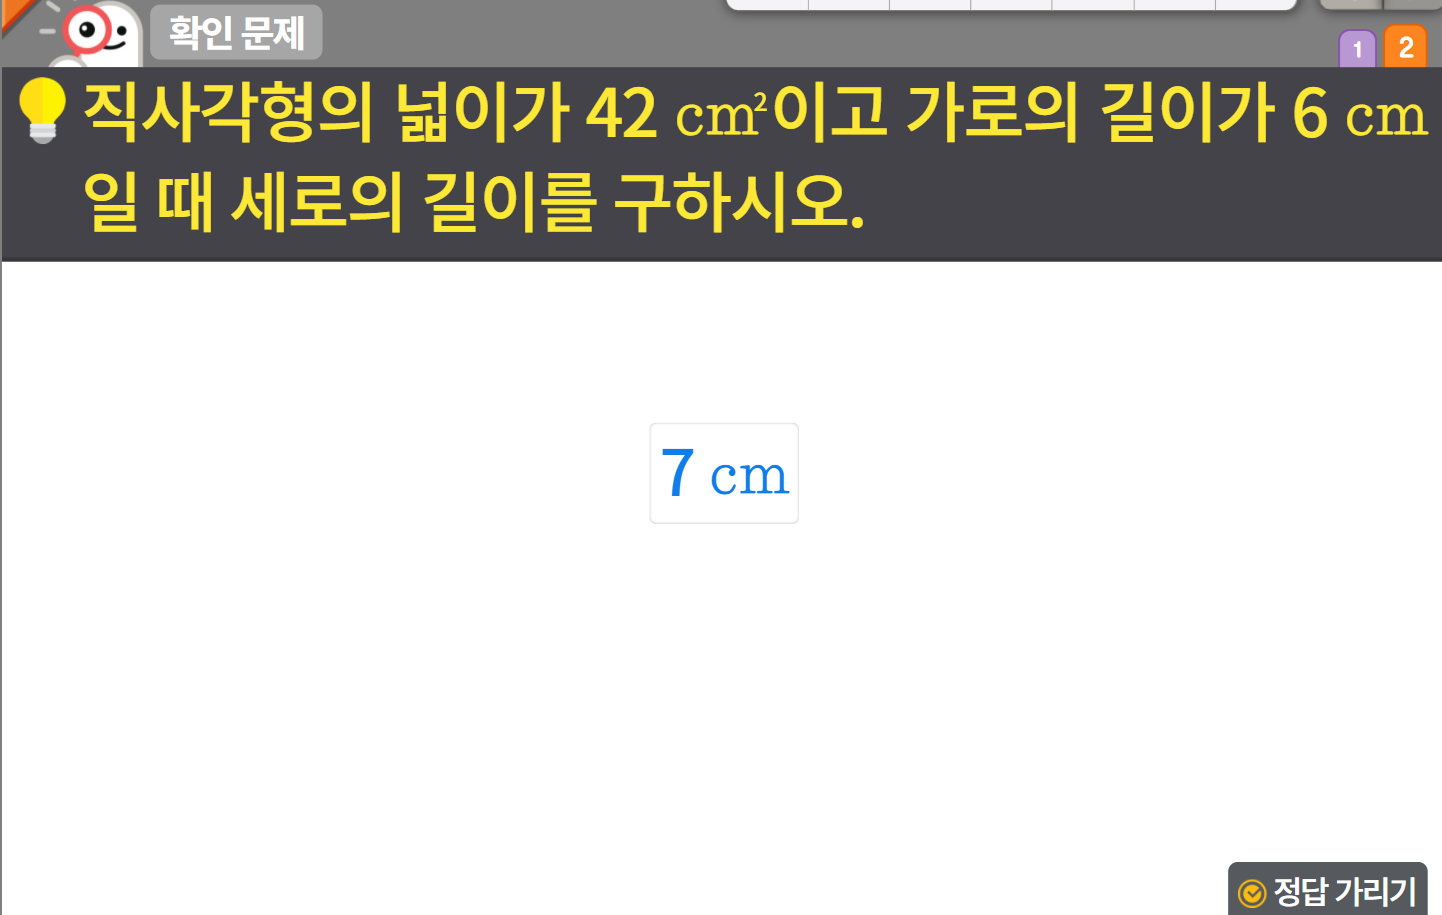 확인 문제
1 2
직사각형의 넓이가 42 cm²이고 가로의 길이가 6 cm
일 때 세로의 길이를 구하시오.
7 cm
정답 가리기